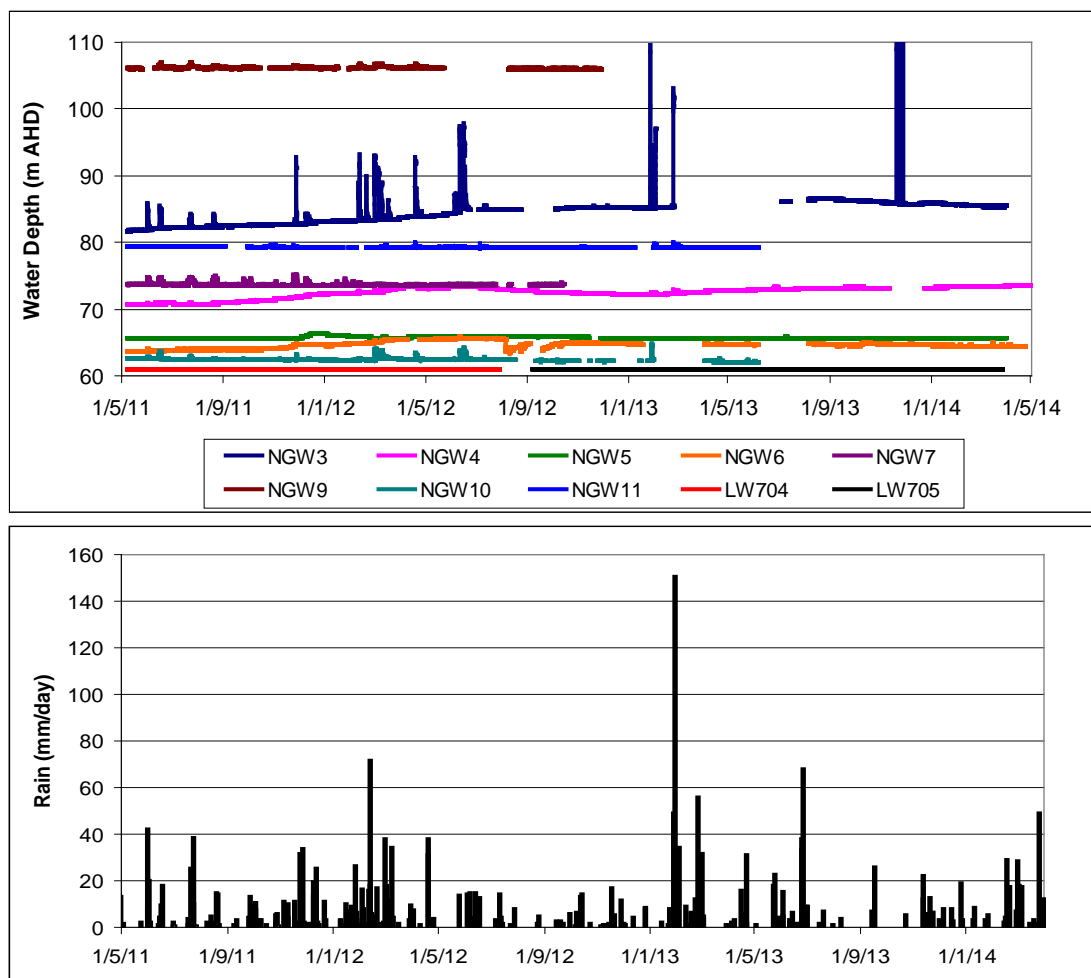 110
100
90
80
70
60
Water Depth (m AHD)
1/5/11 1/9/11 1/1/12 1/5/12 1/9/12 1/1/13 1/5/13 1/9/13 1/1/14 1/5/14
NGW3 NGW4 NGW5 NGW6 NGW7
NGW9 NGW10 NGW11 LW704 LW705
160
140
120
100
80
60
40
20
0
Rain (mm/day)
1/5/11 1/9/11 1/1/12 1/5/12 1/9/12 1/1/13 1/5/13 1/9/13 1/1/14